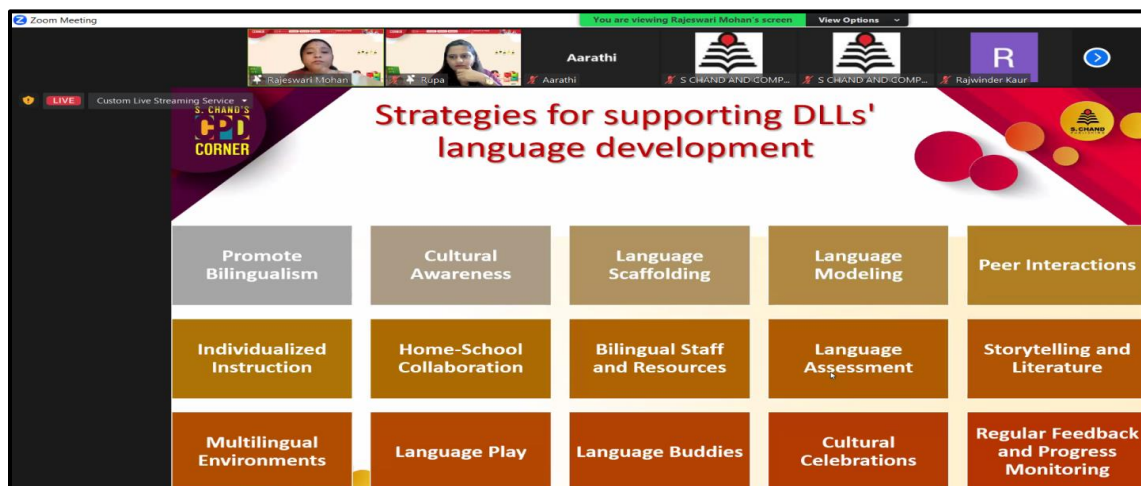 Zoom Meeting
You are viewing Rajeswari Mohan's screen
View Options
Rajeswari Mohan
Rupa
Aarathi
Aarathi
S CHAND AND COMP...
S CHAND AND COMP...
R
Rajwinder Kaur
LIVE
Custom Live Streaming Service
S. CHAND'S
CPD
CORNER
Strategies for supporting DLLs'
language development
S. CHAND
Promote
Bilingualism
Cultural
Awareness
Language
Scaffolding
Language
Modeling
Peer Interactions
Individualized
Instruction
Home-School
Collaboration
Bilingual Staff
and Resources
Language
Assessment
Storytelling and
Literature
Multilingual
Environments
Language Play
Language Buddies
Cultural
Celebrations
Regular Feedback
and Progress
Monitoring